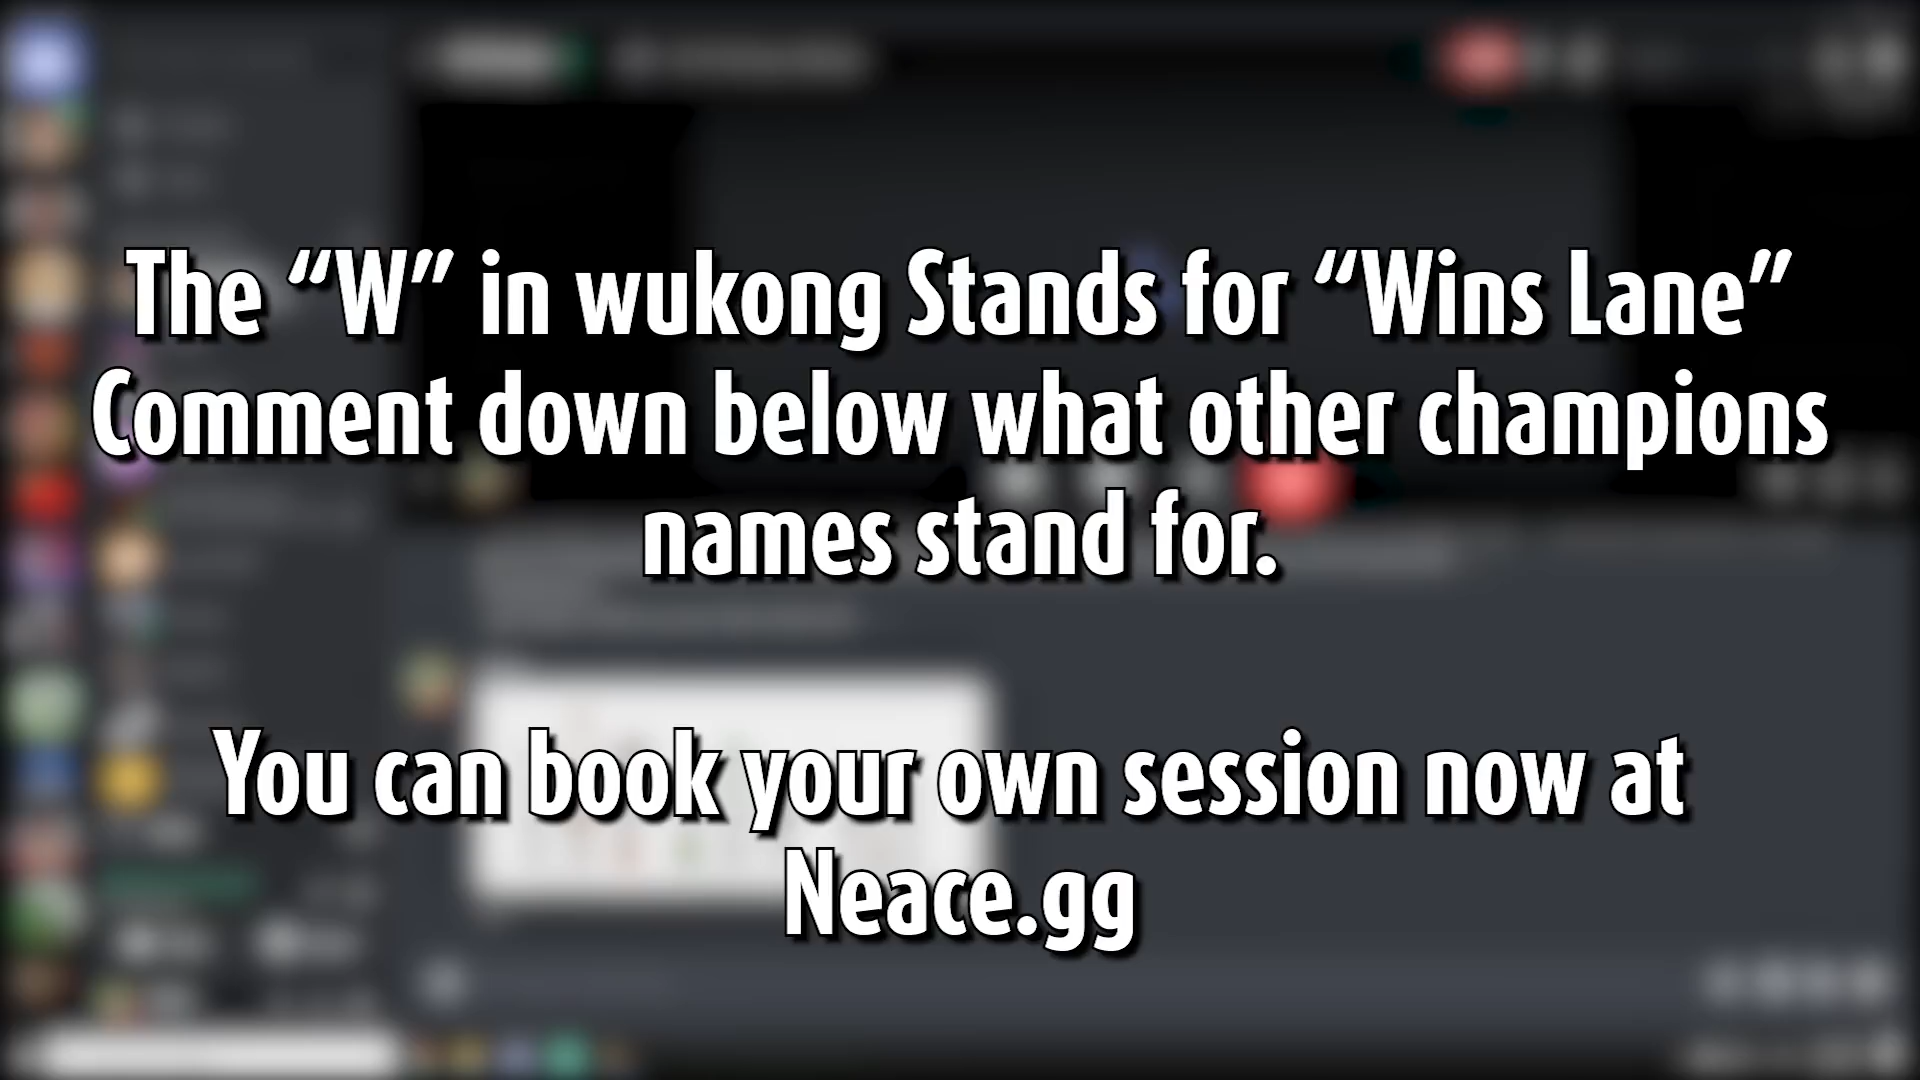 The “W” in wukong Stands for “Wins Lane”
Comment down below what other champions
names stand for.
You can book your own session now at
Neace.gg